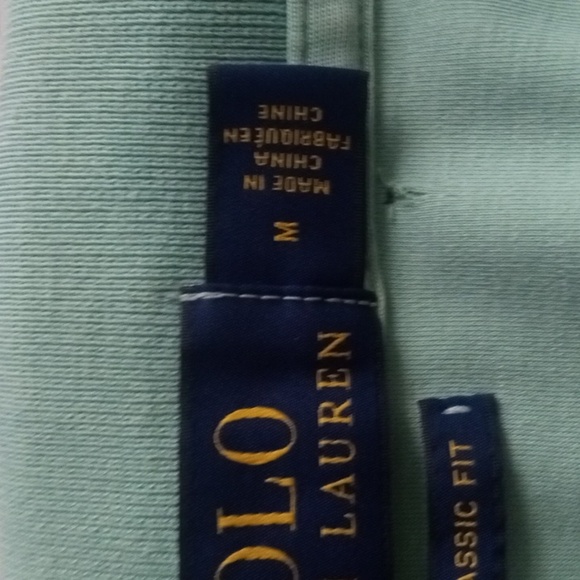 MADE IN
CHINA
FABRIQUÉ EN
CHINE
M
OLO
LAUREN
ASSIC FIT